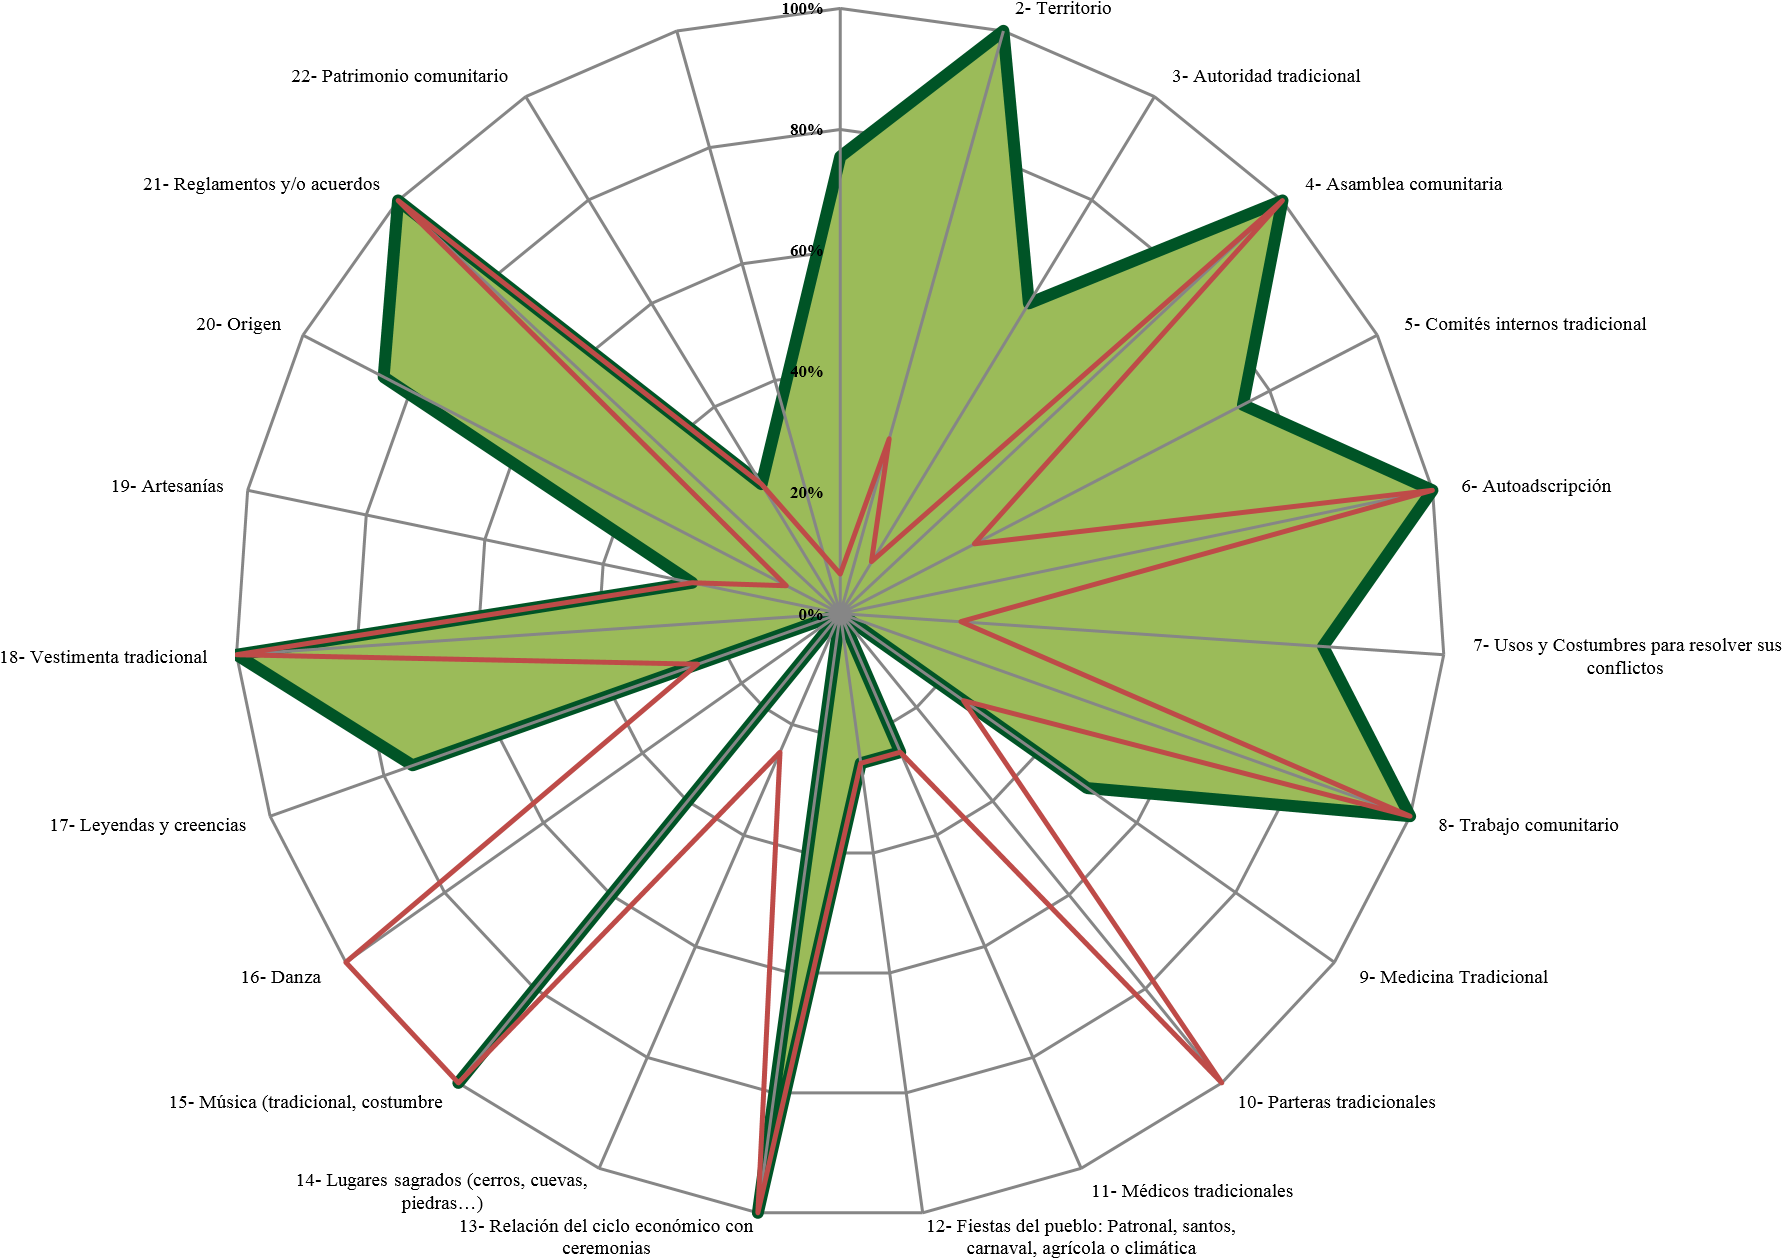 100%
80%
60%
40%
20%
0%
2- Territorio
3- Autoridad tradicional
4- Asamblea comunitaria
5- Comités internos tradicional
6- Autoadscripción
7- Usos y Costumbres para resolver sus
conflictos
8- Trabajo comunitario
9- Medicina Tradicional
10- Parteras tradicionales
11- Médicos tradicionales
12- Fiestas del pueblo: Patronal, santos,
carnaval, agrícola o climática
13- Relación del ciclo económico con
ceremonias
14- Lugares sagrados (cerros, cuevas,
piedras…)
15- Música (tradicional, costumbre
16- Danza
17- Leyendas y creencias
18- Vestimenta tradicional
19- Artesanías
20- Origen
21- Reglamentos y/o acuerdos
22- Patrimonio comunitario